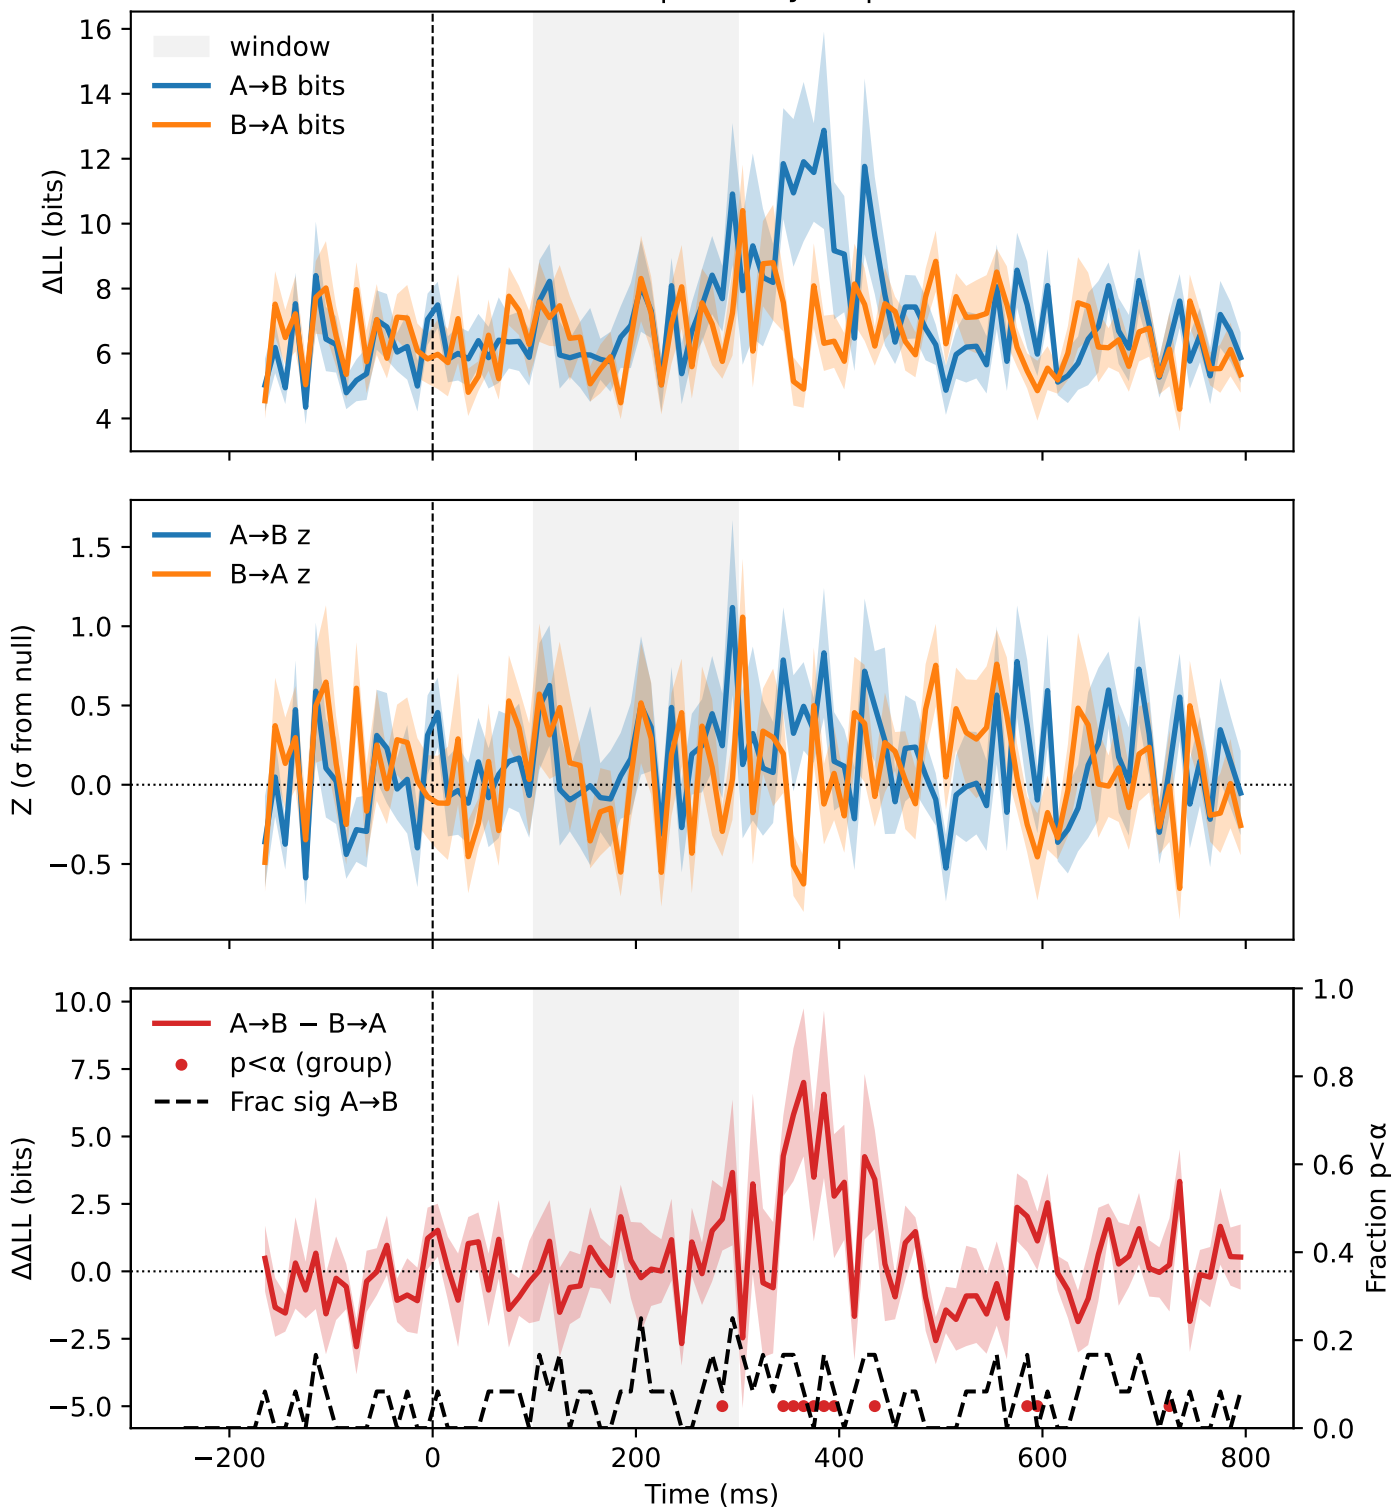 16
14
12
10
8
6
4
ΔLL (bits)
window
A→B bits
B→A bits
1.5
1.0
0.5
0.0
−0.5
Z (σ from null)
A→B z
B→A z
10.0
7.5
5.0
2.5
0.0
−2.5
−5.0
ΔΔLL (bits)
A→B − B→A
p<α (group)
Frac sig A→B
1.0
0.8
0.6
0.4
0.2
0.0
Fraction p<α
−200
0
200
400
600
800
Time (ms)